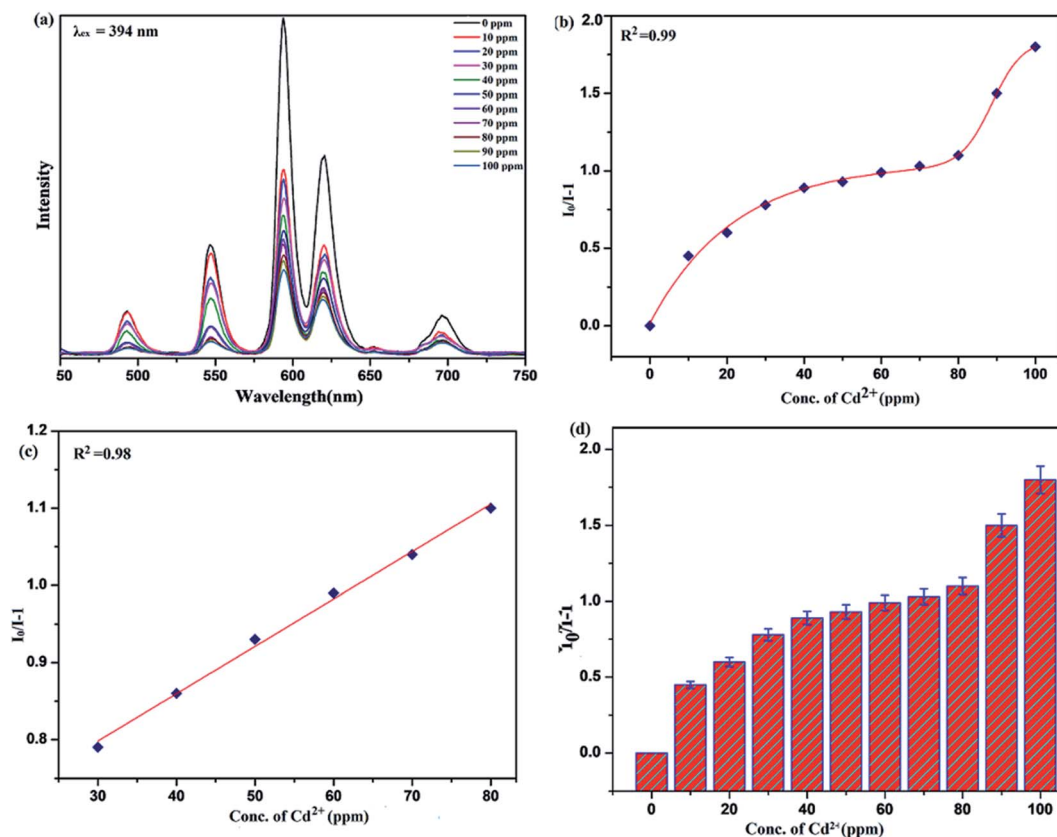 (a)
λex = 394 nm
0 ppm
10 ppm
20 ppm
30 ppm
40 ppm
50 ppm
60 ppm
70 ppm
80 ppm
90 ppm
100 ppm
Intensity
50 500 550 600 650 700 750
Wavelength(nm)
(b)
R²=0.99
2.0
1.5
1.0
0.5
0.0
I₀/I-1
0 20 40 60 80 100
Conc. of Cd²⁺(ppm)
(c)
R² =0.98
1.2
1.1
1.0
0.9
0.8
I₀/I-1
30 40 50 60 70 80
Conc. of Cd²⁺ (ppm)
(d)
2.0
1.5
1.0
0.5
0.0
I₀/I-1
0 20 40 60 80 100
Conc. of Cd²⁺(ppm)